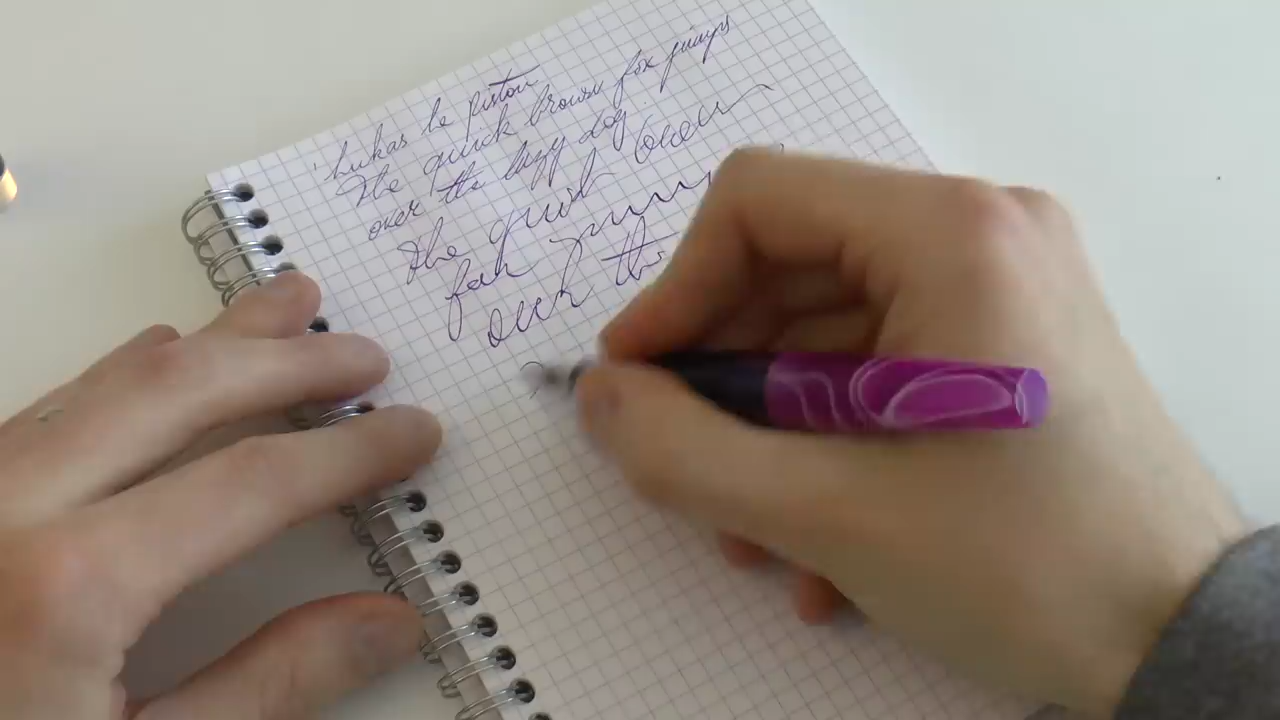 Lukas le piston
The quick brown fox jumps
over the lazy dog.
The quick brown
fox jumps
over the